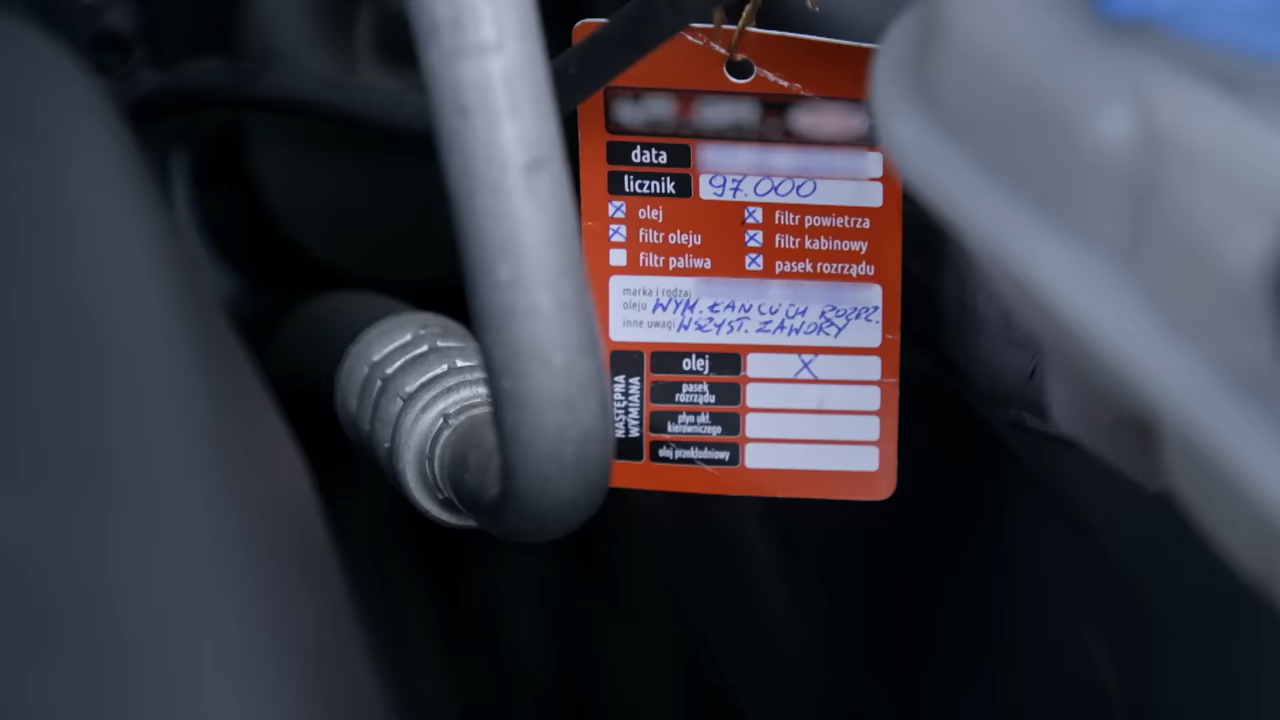 data
licznik 97.000
olej
filtr oleju
filtr paliwa
filtr powietrza
filtr kabinowy
pasek rozrządu
marka i rodzaj
oleju WYM. ŁAŃCUCH ROZRZ.
inne uwagi WSZYST. ZAWORY
NASTĘPNA
WYMIANA
olej X
pasek
rozrządu
płyn ukł.
kierowniczego
olej przekładniowy